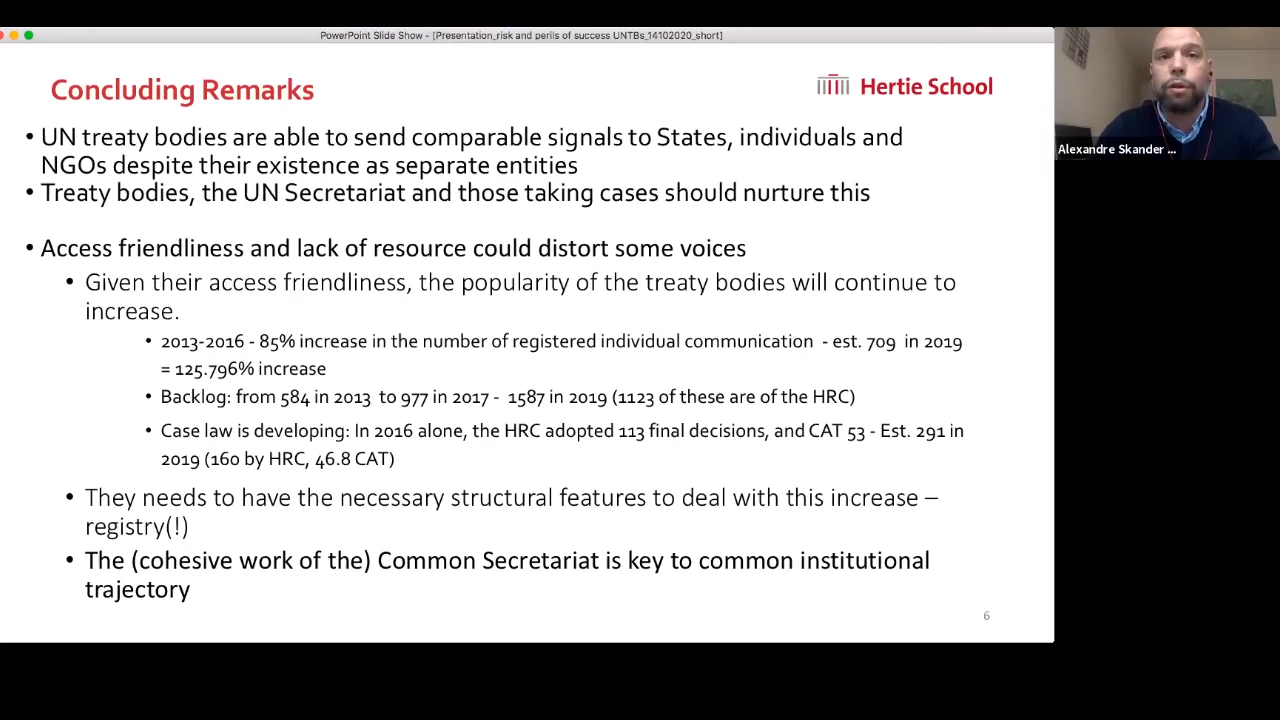 PowerPoint Slide Show - [Presentation_risk and perils of success UNTBs_14102020_short]
Concluding Remarks
Hertie School
• UN treaty bodies are able to send comparable signals to States, individuals and
NGOs despite their existence as separate entities
• Treaty bodies, the UN Secretariat and those taking cases should nurture this
• Access friendliness and lack of resource could distort some voices
• Given their access friendliness, the popularity of the treaty bodies will continue to
increase.
• 2013-2016 - 85% increase in the number of registered individual communication - est. 709 in 2019
= 125.796% increase
• Backlog: from 584 in 2013 to 977 in 2017 - 1587 in 2019 (1123 of these are of the HRC)
• Case law is developing: In 2016 alone, the HRC adopted 113 final decisions, and CAT 53 - Est. 291 in
2019 (160 by HRC, 46.8 CAT)
• They needs to have the necessary structural features to deal with this increase –
registry(!)
• The (cohesive work of the) Common Secretariat is key to common institutional
trajectory
6
Alexandre Skander ...